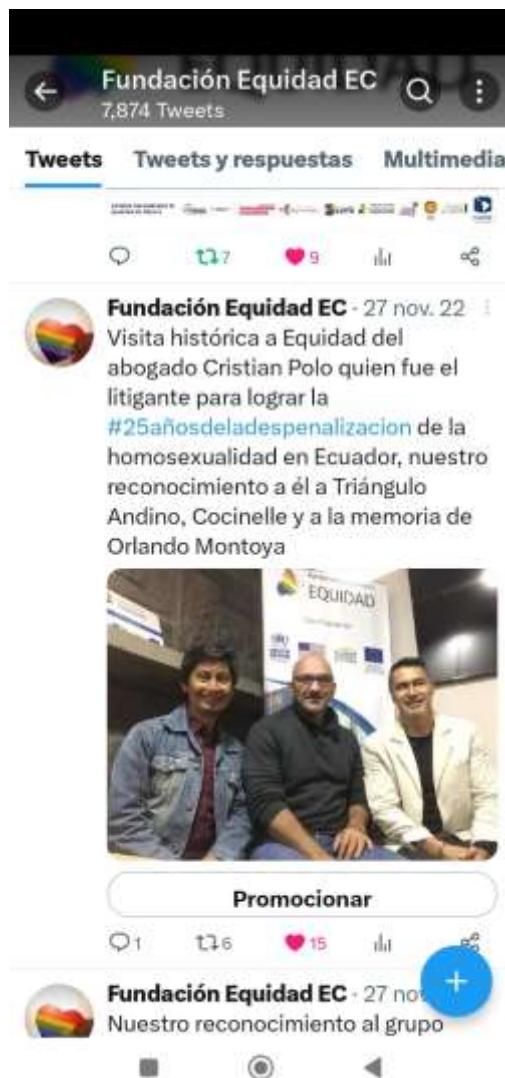 Fundación Equidad EC
7,874 Tweets
Tweets Tweets y respuestas Multimedia
7 9
Fundación Equidad EC · 27 nov. 22
Visita histórica a Equidad del
abogado Cristian Polo quien fue el
litigante para lograr la
#25añosdeladespenalizacion de la
homosexualidad en Ecuador, nuestro
reconocimiento a él a Triángulo
Andino, Cocinelle y a la memoria de
Orlando Montoya
EQUIDAD
Promocionar
1 6 15
Fundación Equidad EC · 27 no
Nuestro reconocimiento al grupo